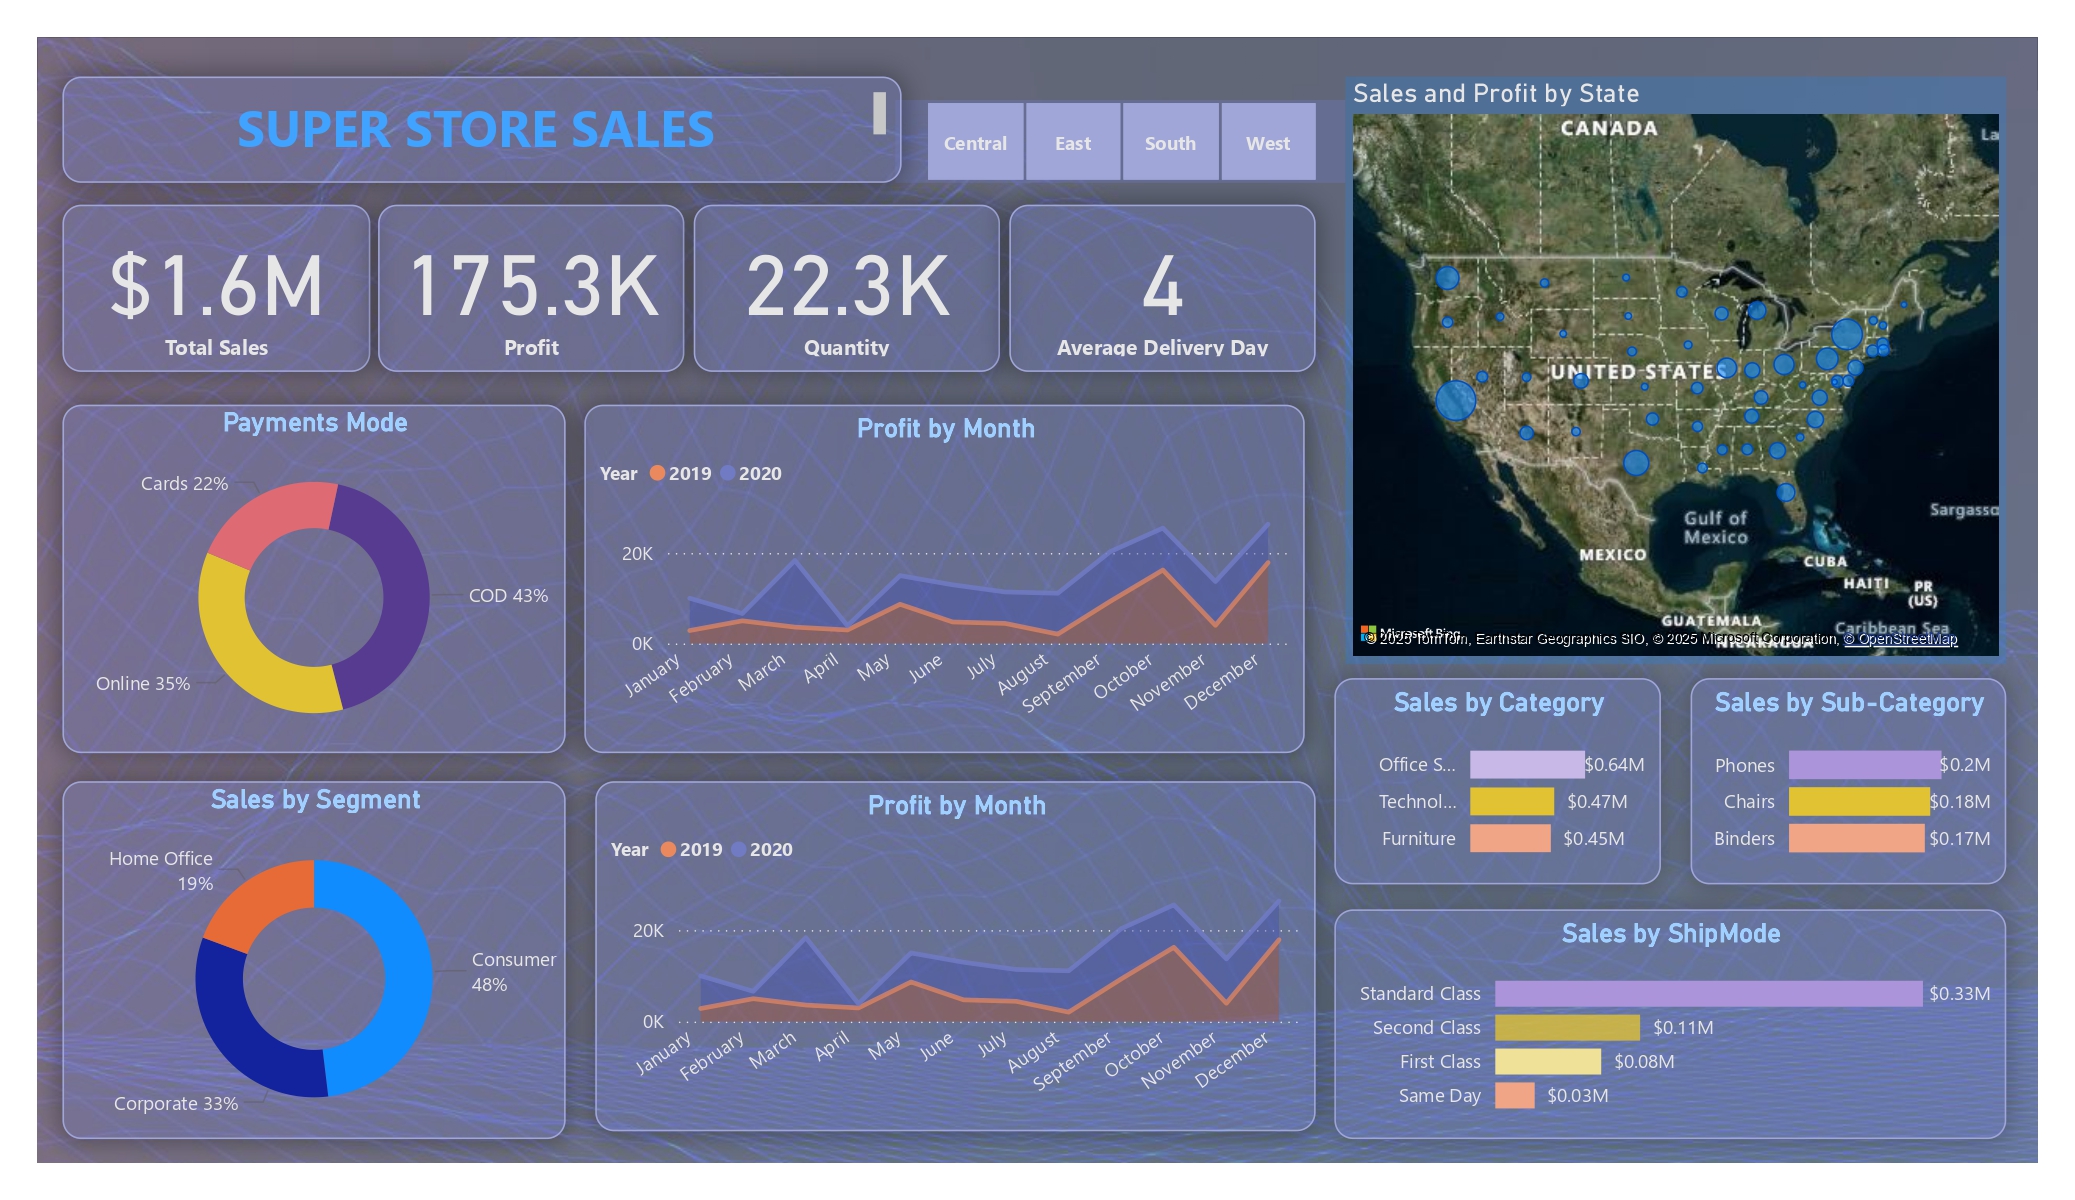 SUPER STORE SALES
Central East South West
$1.6M
Total Sales
175.3K
Profit
22.3K
Quantity
4
Average Delivery Day
Sales and Profit by State
CANADA
La
UNITED STATES
Gulf of
Mexico
MEXICO
Sargasso
CUBA
HAITI
PR
(US)
GUATEMALA
Caribbean Sea
NICARAGUA
Microsoft Bing
© 2025 TomTom, Earthstar Geographics SIO, © 2025 Microsoft Corporation, © OpenStreetMap
Payments Mode
Cards 22%
COD 43%
Online 35%
Profit by Month
Year 2019 2020
20K
0K
January February March April May June July August September October November December
Sales by Segment
Home Office
19%
Consumer
48%
Corporate 33%
Profit by Month
Year 2019 2020
20K
0K
January February March April May June July August September October November December
Sales by Category
Office S... $0.64M
Technol... $0.47M
Furniture $0.45M
Sales by Sub-Category
Phones $0.2M
Chairs $0.18M
Binders $0.17M
Sales by ShipMode
Standard Class $0.33M
Second Class $0.11M
First Class $0.08M
Same Day $0.03M